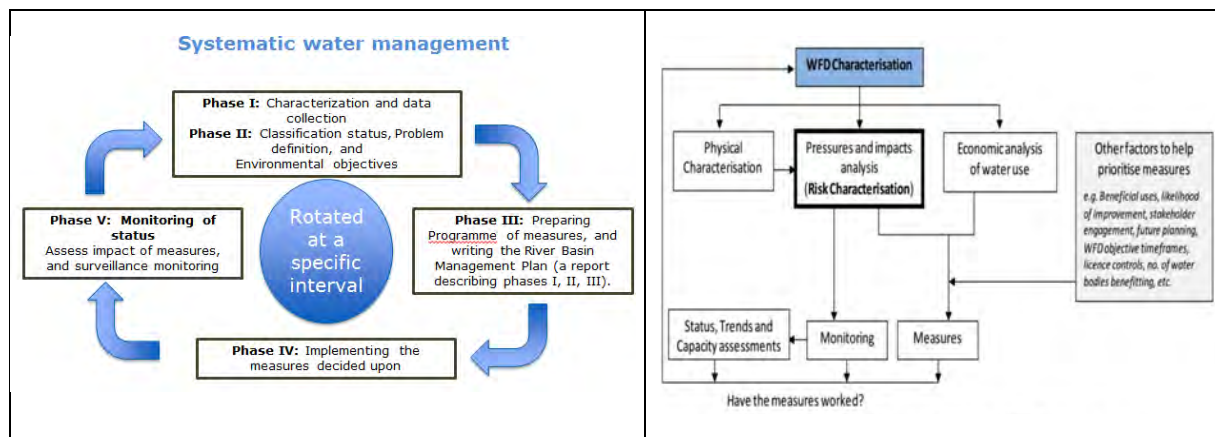 Systematic water management
Phase I: Characterization and data
collection
Phase II: Classification status, Problem
definition, and
Environmental objectives
Phase V: Monitoring of
status
Assess impact of measures,
and surveillance monitoring
Rotated
at a
specific
interval
Phase III: Preparing
Programme of measures, and
writing the River Basin
Management Plan (a report
describing phases I, II, III).
Phase IV: Implementing the
measures decided upon
WFD Characterisation
Physical
Characterisation
Pressures and impacts
analysis
(Risk Characterisation)
Economic analysis
of water use
Other factors to help
prioritise measures
e.g. Beneficial uses, likelihood
of improvement, stakeholder
engagement, future planning,
WFD objective timeframes,
licence controls, no. of water
bodies benefitting, etc.
Status, Trends and
Capacity assessments
Monitoring
Measures
Have the measures worked?